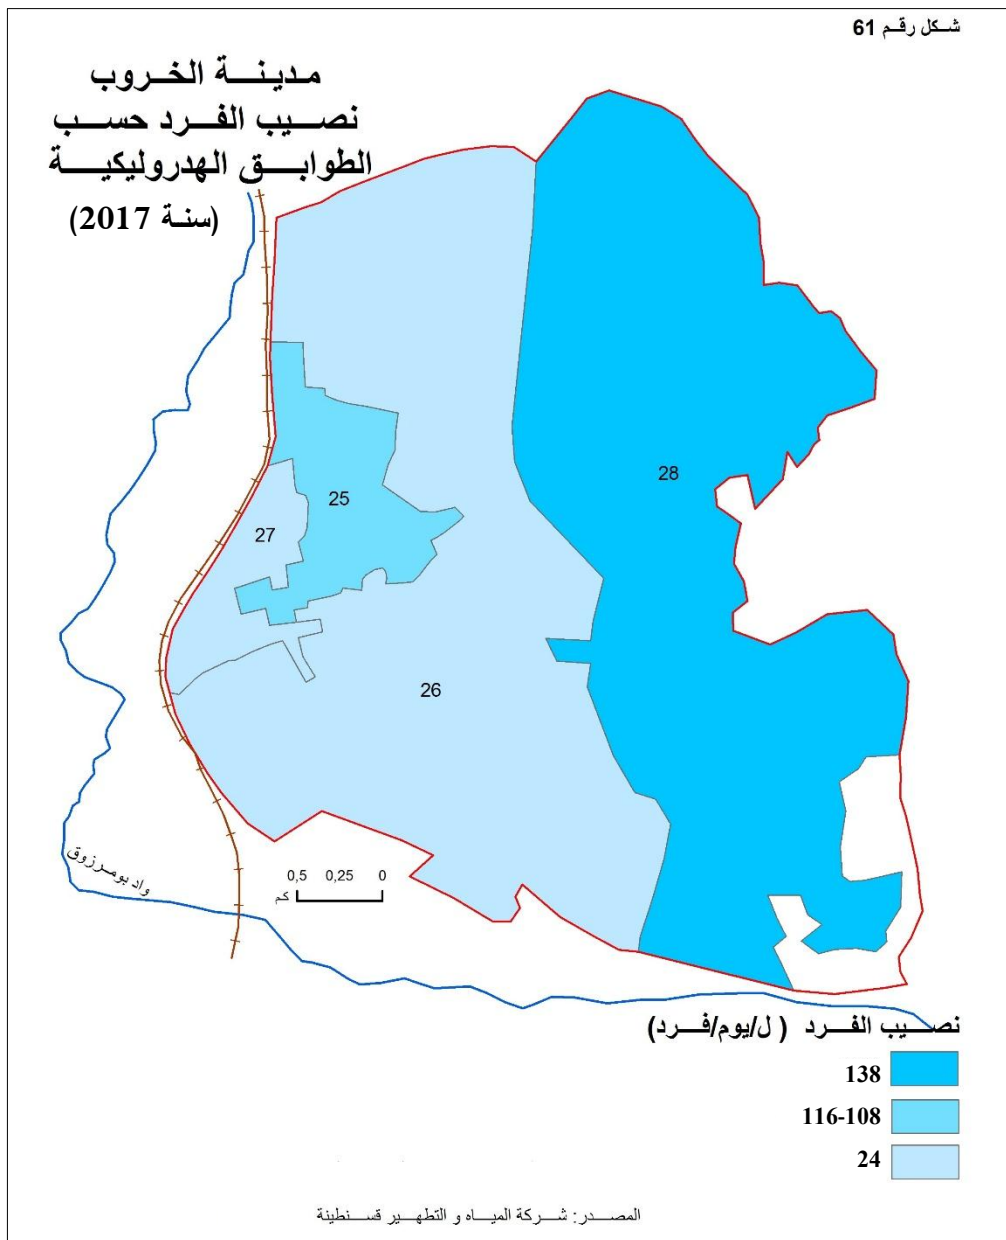 شكل رقم 61
مدينة الخروب
نصيب الفرد حسب
الطوابق الهدروليكية
(سنة 2017)
28
25
27
26
0,5 0,25 0
كم
واد بومرزوق
نصيب الفرد ( ل/يوم/فرد)
138
116-108
24
المصدر: شركة المياه و التطهير قسنطينة